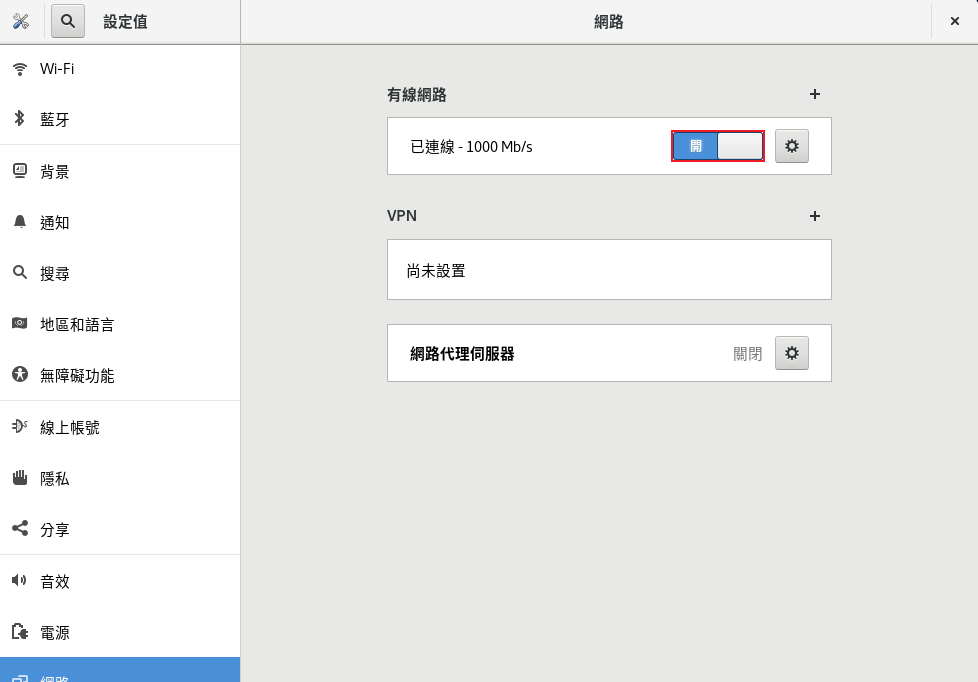 設定值
網路
Wi-Fi
藍牙
背景
通知
搜尋
地區和語言
無障礙功能
線上帳號
隱私
分享
音效
電源
網路
有線網路
已連線 - 1000 Mb/s
開
VPN
尚未設置
網路代理伺服器
關閉